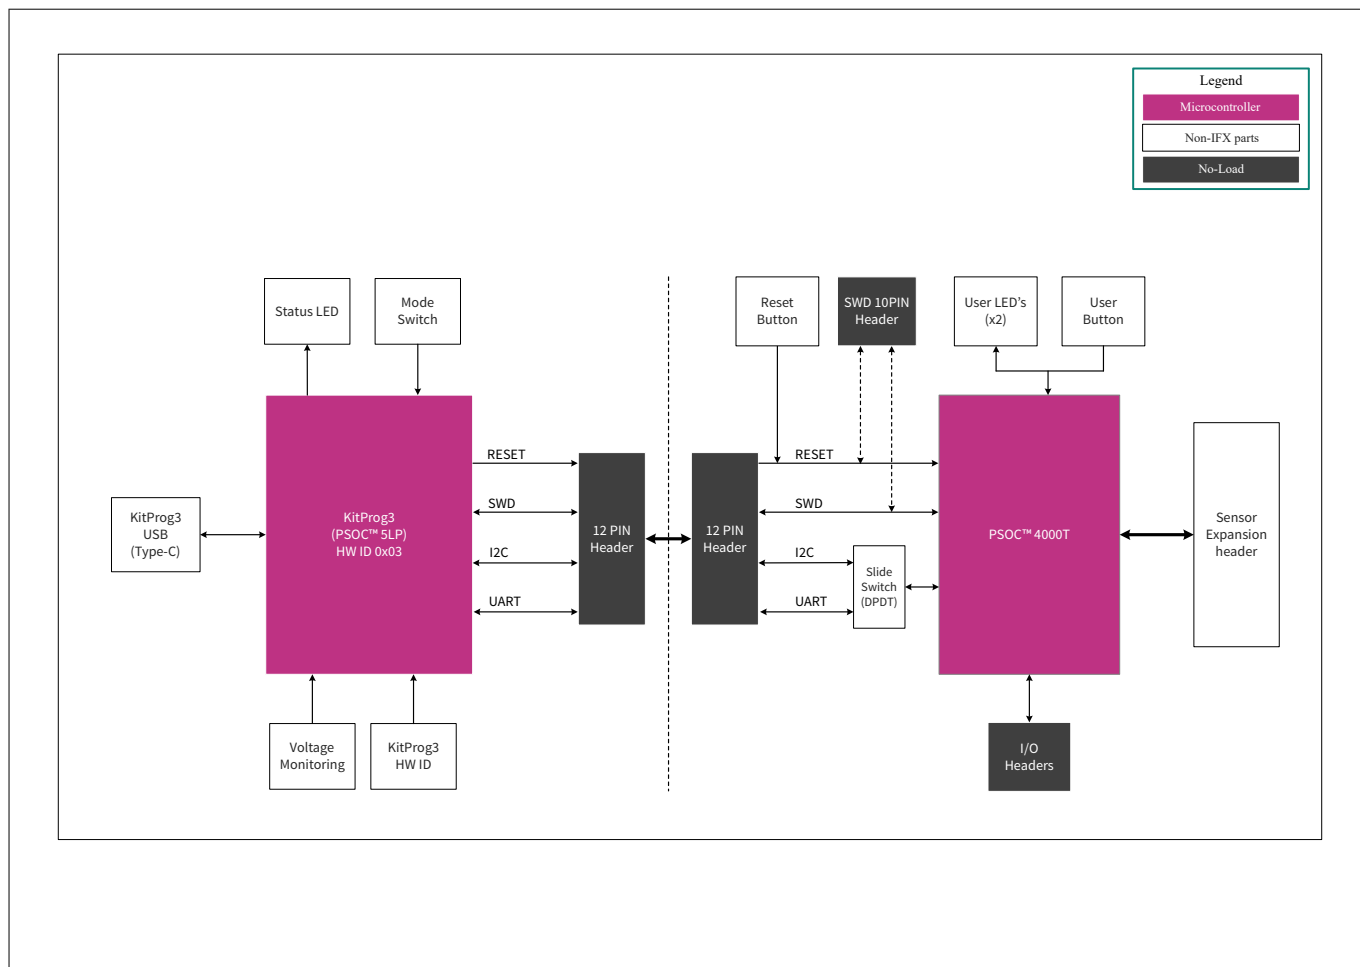 Legend
Microcontroller
Non-IFX parts
No-Load
Status LED
Mode
Switch
Reset
Button
SWD 10PIN
Header
User LED's
(x2)
User
Button
KitProg3
USB
(Type-C)
KitProg3
(PSOC™ 5LP)
HW ID 0x03
RESET
SWD
I2C
UART
12 PIN
Header
12 PIN
Header
RESET
SWD
I2C
UART
Slide
Switch
(DPDT)
PSOC™ 4000T
Sensor
Expansion
header
Voltage
Monitoring
KitProg3
HW ID
I/O
Headers